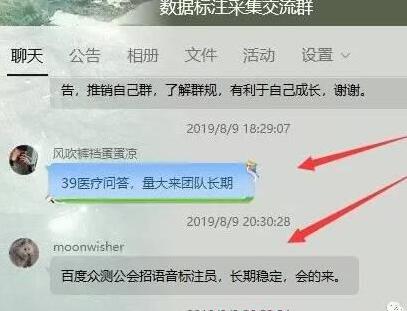 数据标注采集交流群
聊天 公告 相册 文件 活动 设置
告，推销自己群，了解群规，有利于自己成长，谢谢。
2019/8/9 18:29:07
风吹裤裆蛋蛋凉
39医疗问答，量大来团队长期
2019/8/9 20:30:28
moonwisher
百度众测公会招语音标注员，长期稳定，会的来。